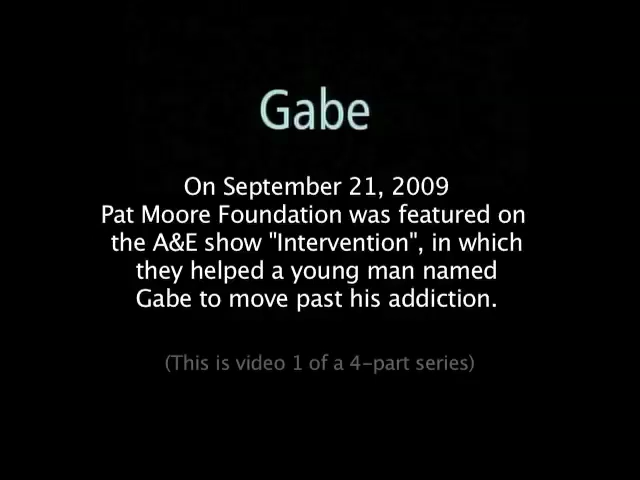 Gabe
On September 21, 2009
Pat Moore Foundation was featured on
the A&E show "Intervention", in which
they helped a young man named
Gabe to move past his addiction.
(This is video 1 of a 4-part series)